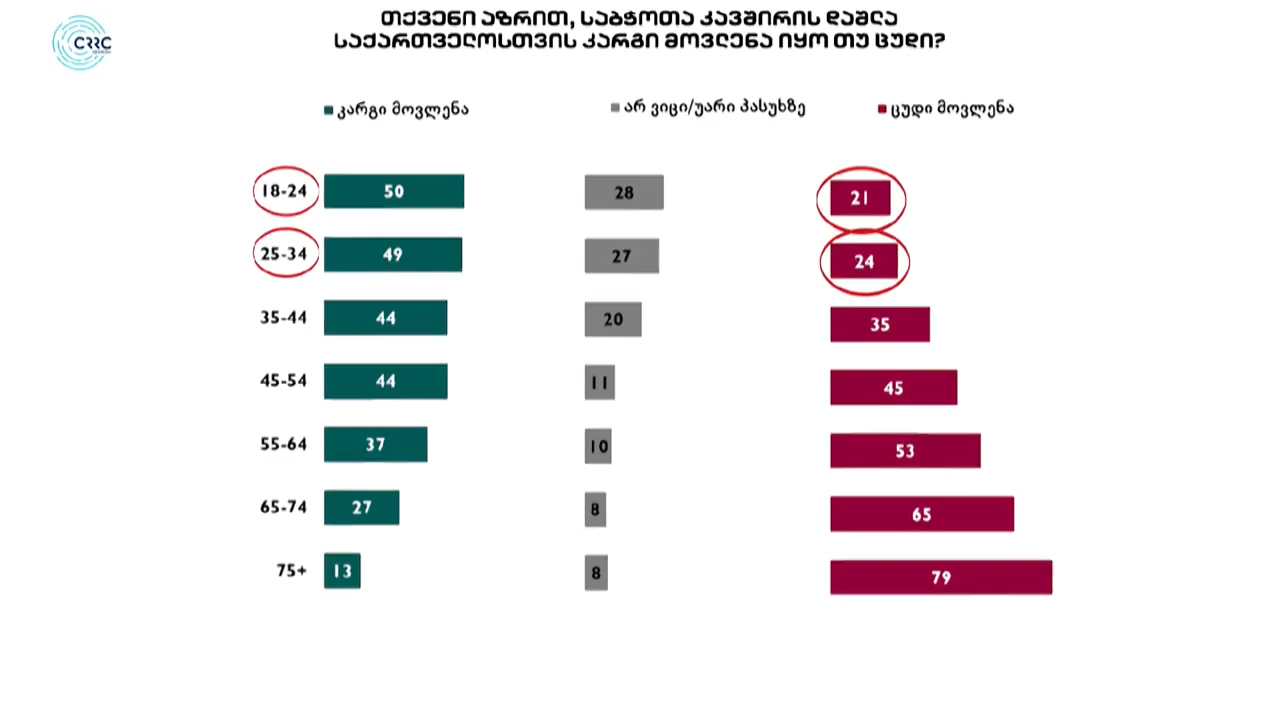 CRRC
თქვენი აზრით, საბჭოთა კავშირის დაშლა
საქართველოსთვის კარგი მოვლენა იყო თუ ცუდი?
კარგი მოვლენა
არ ვიცი/უარი პასუხზე
ცუდი მოვლენა
18-24 50 28 21
25-34 49 27 24
35-44 44 20 35
45-54 44 11 45
55-64 37 10 53
65-74 27 8 65
75+ 13 8 79